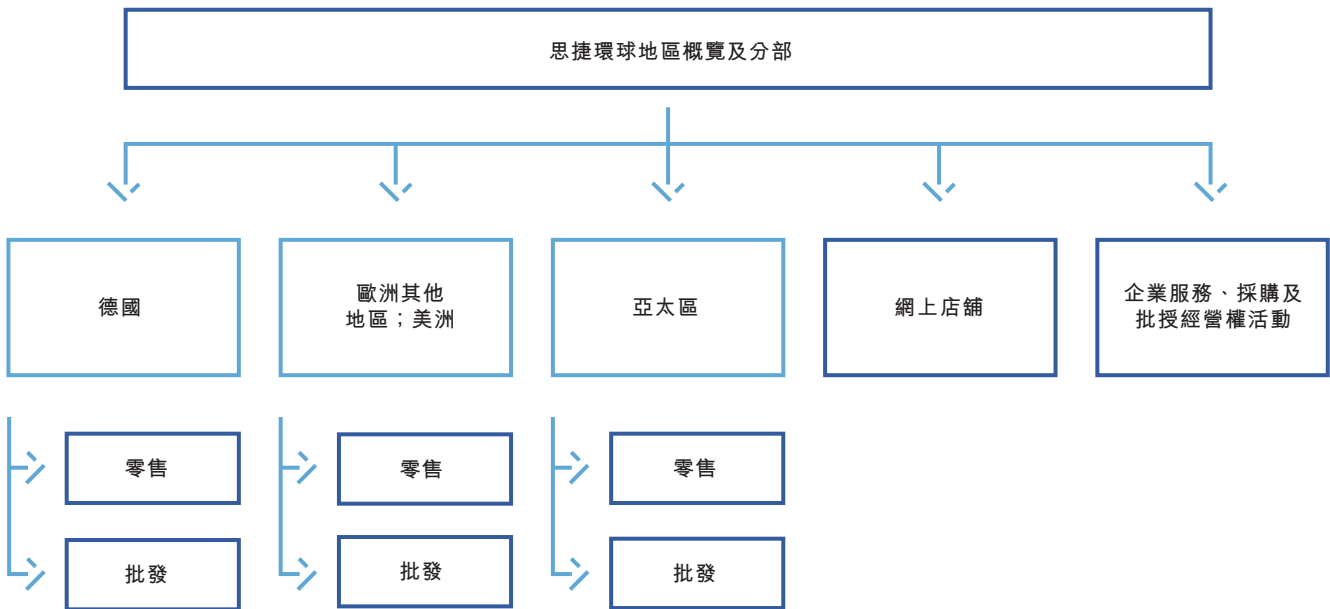 思捷環球地區概覽及分部
德國
歐洲其他
地區；美洲
亞太區
網上店舖
企業服務、採購及
批授經營權活動
零售
零售
零售
批發
批發
批發